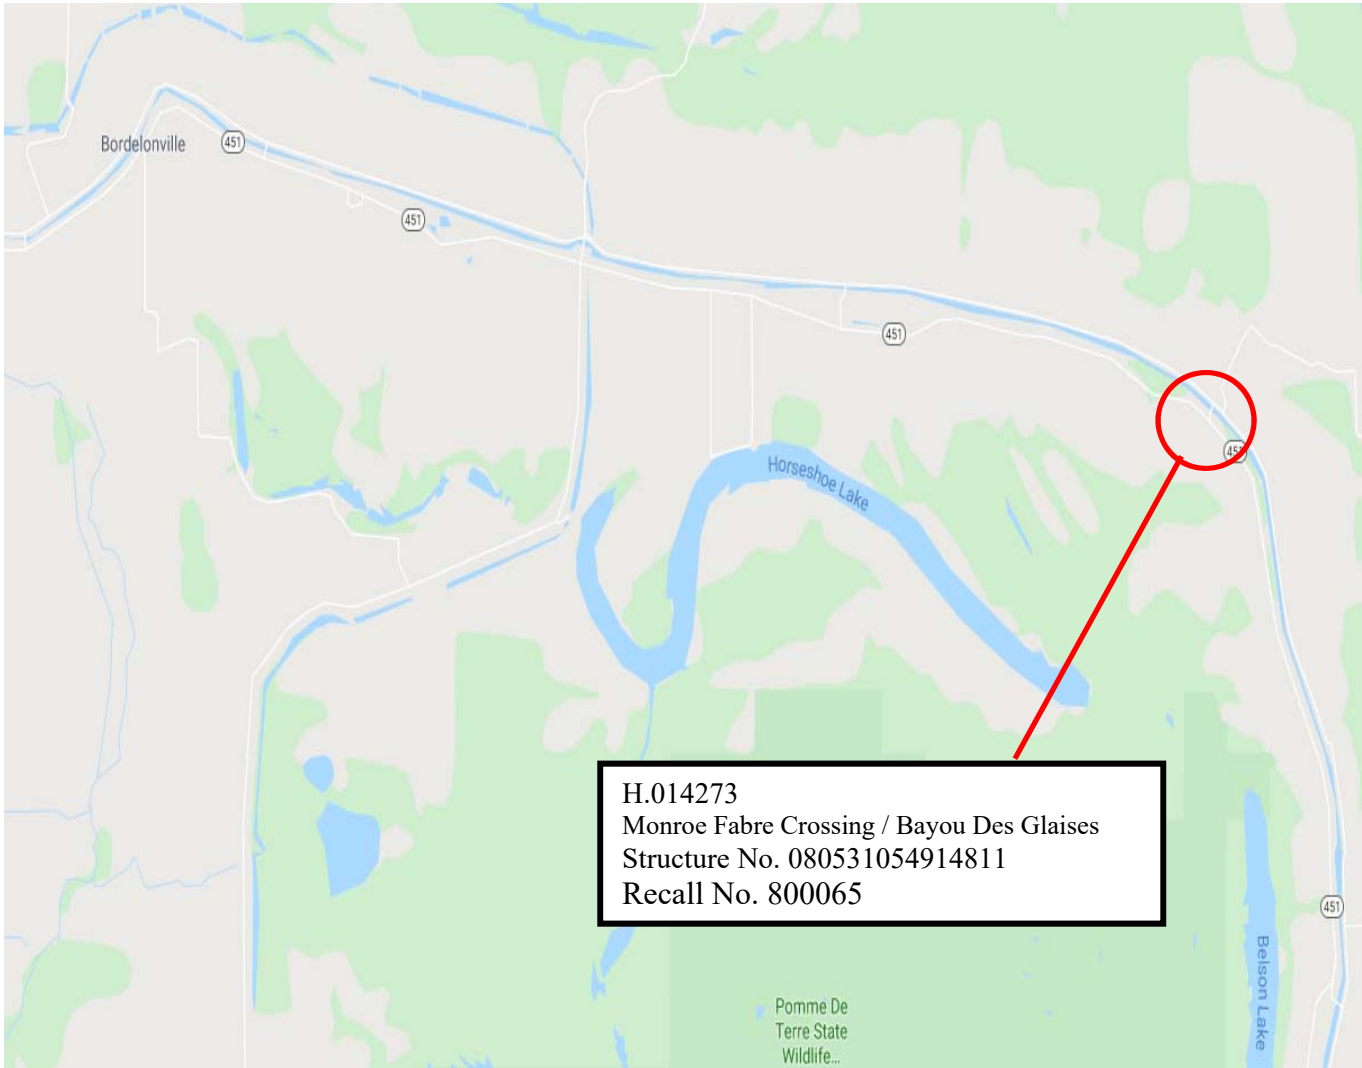 Bordelonville
451
451
451
451
Horseshoe Lake
H.014273
Monroe Fabre Crossing / Bayou Des Glaises
Structure No. 080531054914811
Recall No. 800065
451
Belson Lake
Pomme De
Terre State
Wildlife...